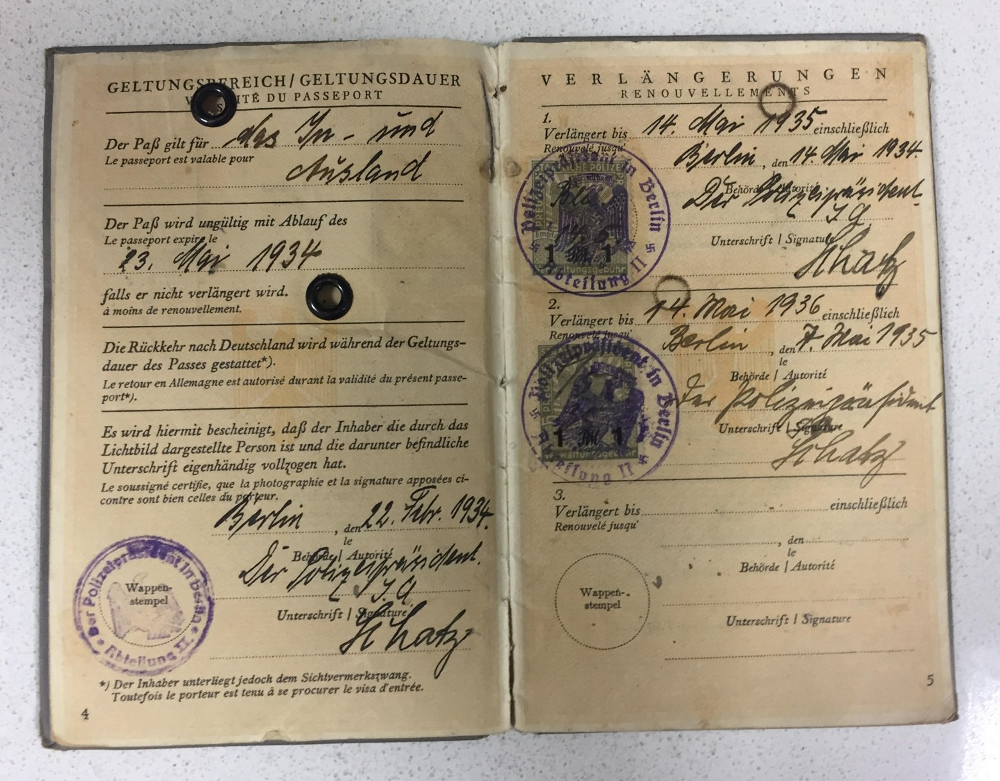 GELTUNGSBEREICH / GELTUNGSDAUER
DU PASSEPORT
Der Paß gilt für das In- und
Le passeport est valable pour
Ausland
Der Paß wird ungültig mit Ablauf des
Le passeport expire le
23. Mai 1934
falls er nicht verlängert wird.
à moins de renouvellement.
Die Rückkehr nach Deutschland wird während der Geltungs-
dauer des Passes gestattet*).
Le retour en Allemagne est autorisé durant la validité du présent passe-
port*).
Es wird hiermit bescheinigt, daß der Inhaber die durch das
Lichtbild dargestellte Person ist und die darunter befindliche
Unterschrift eigenhändig vollzogen hat.
Le soussigné certifie, que la photographie et la signature apposées ci-
contre sont bien celles du porteur.
Berlin, den 22. Febr. 1934.
le
Behörde | Autorité
Der Polizeipräsident.
Unterschrift | Signature
Schatz
Der Polizeipräsident in Berlin
Abteilung II
Wappen-
stempel
*) Der Inhaber unterliegt jedoch dem Sichtvermerkszwang.
Toutefois le porteur est tenu à se procurer le visa d'entrée.
4
VERLÄNGERUNGEN
RENOUVELLEMENTS
1.
Verlängert bis 14. Mai 1935 einschließlich
Renouvelé jusqu'
Berlin, den 14. Mai 1934.
Behörde | Autorité
Der Polizeipräsident
Unterschrift | Signature
Schatz
Polizeipräsident in Berlin
Abteilung II
1 RM 1
Verwaltungsgebühr
2.
Verlängert bis 14. Mai 1936 einschließlich
Renouvelé jusqu'
Berlin, den 7. Mai 1935
le
Behörde | Autorité
Der Polizeipräsident
Unterschrift | Signature
Schatz
Polizeipräsident in Berlin
Abteilung II
1 RM 1
Verwaltungsgebühr
3.
Verlängert bis einschließlich
Renouvelé jusqu'
, den
le
Behörde | Autorité
Wappen-
stempel
Unterschrift | Signature
5